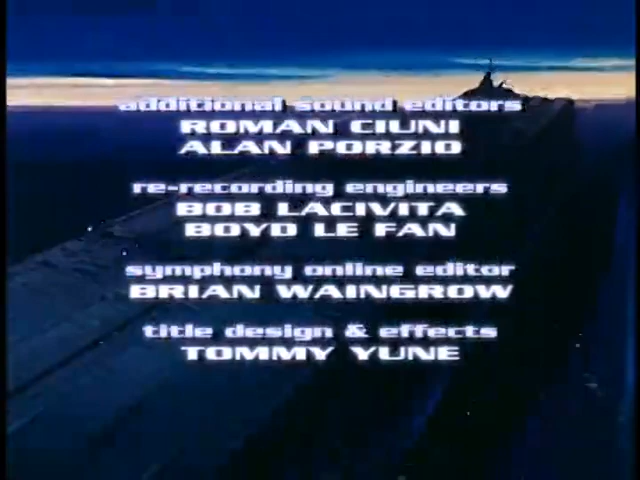 additional sound editors
ROMAN CIUNI
ALAN PORZIO
re-recording engineers
BOB LACIVITA
BOYD LE FAN
symphony online editor
BRIAN WAINGROW
title design & effects
TOMMY YUNE